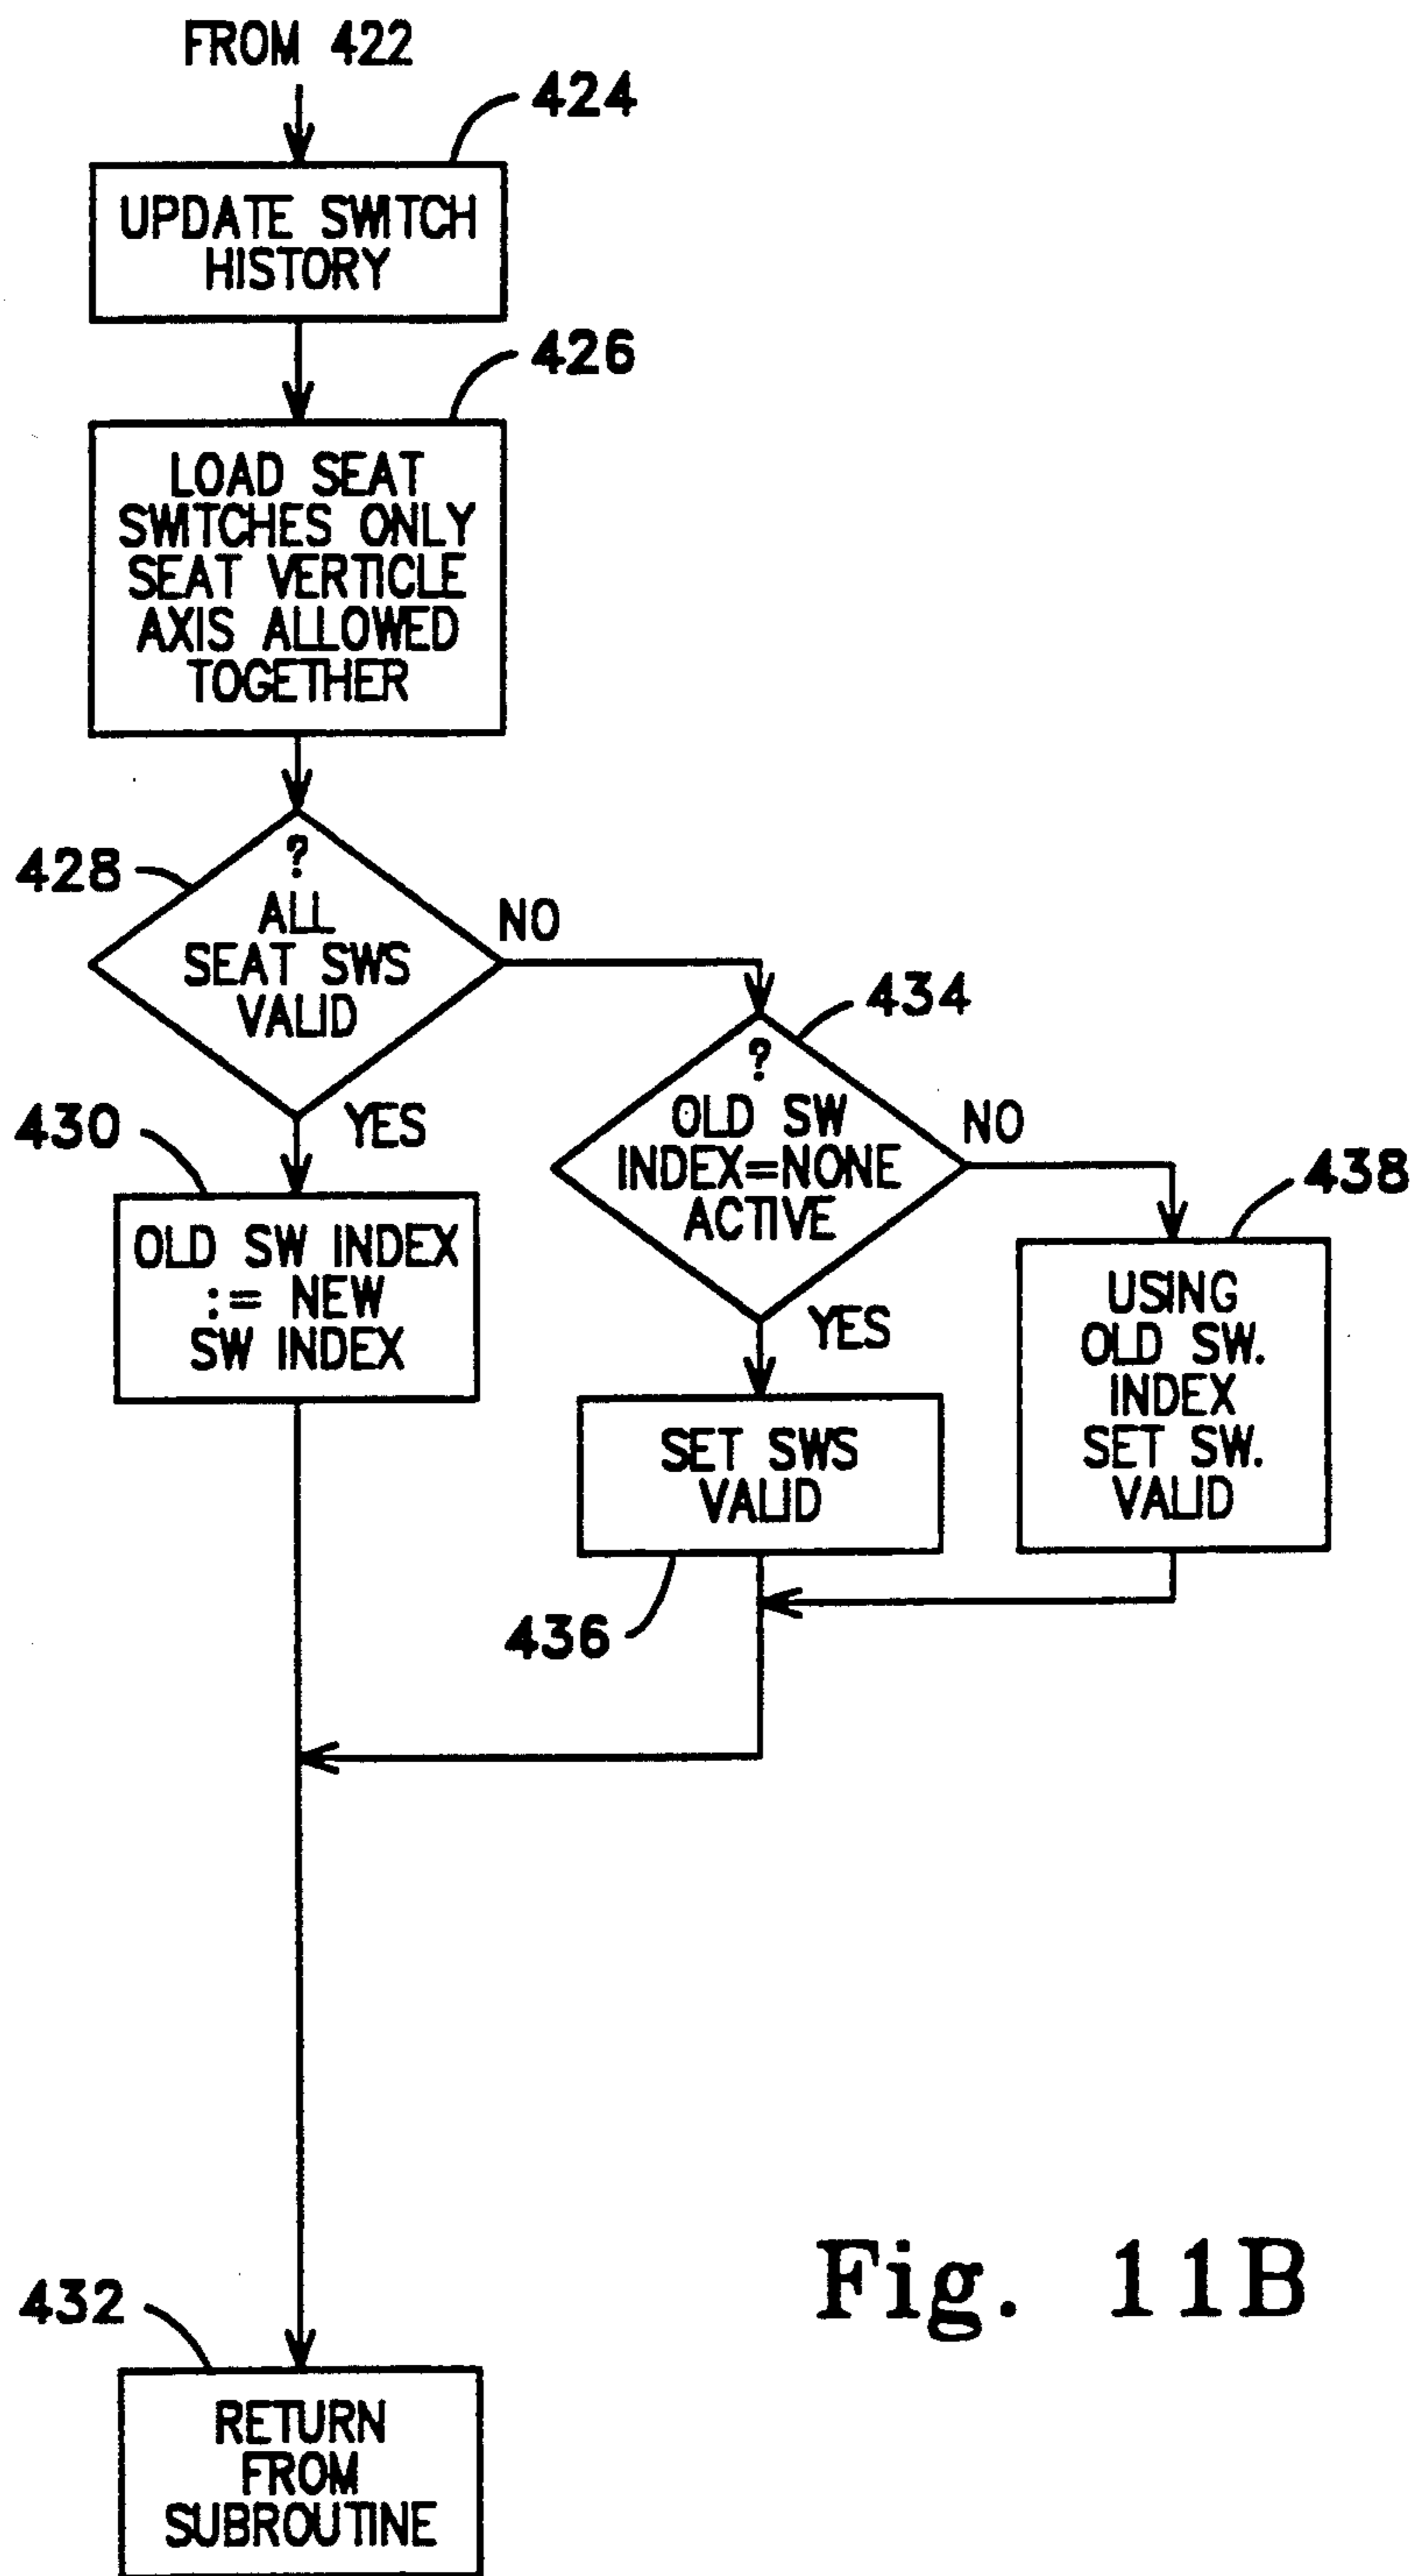 FROM 422
424
UPDATE SWITCH
HISTORY
426
LOAD SEAT
SWITCHES ONLY
SEAT VERTICLE
AXIS ALLOWED
TOGETHER
428
?
ALL
SEAT SWS
VALID
NO
YES
430
OLD SW INDEX
:= NEW
SW INDEX
434
?
OLD SW
INDEX=NONE
ACTIVE
NO
YES
438
USING
OLD SW.
INDEX
SET SW.
VALID
SET SWS
VALID
436
432
RETURN
FROM
SUBROUTINE
Fig. 11B